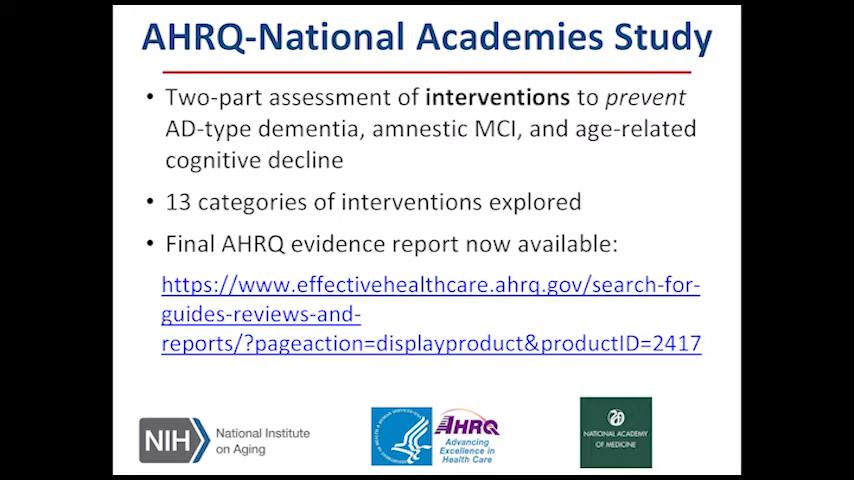 AHRQ-National Academies Study
• Two-part assessment of interventions to prevent
AD-type dementia, amnestic MCI, and age-related
cognitive decline
• 13 categories of interventions explored
• Final AHRQ evidence report now available:
https://www.effectivehealthcare.ahrq.gov/search-for-
guides-reviews-and-
reports/?pageaction=displayproduct&productID=2417
NIH
National Institute
on Aging
AHRQ
Advancing
Excellence in
Health Care
NATIONAL ACADEMY
OF MEDICINE